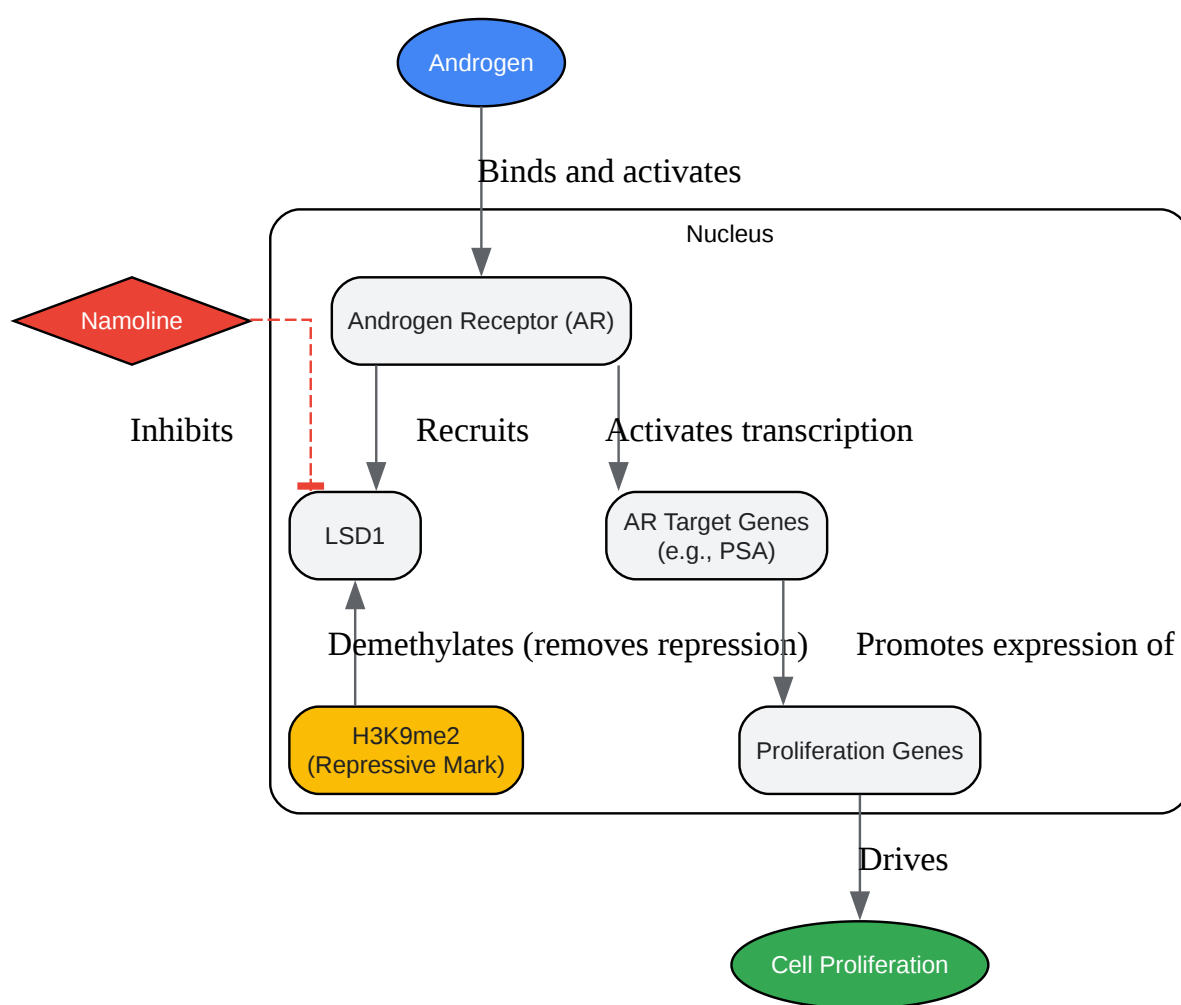 Androgen
Binds and activates
Nucleus
Namoline
Androgen Receptor (AR)
Inhibits
Recruits
Activates transcription
LSD1
AR Target Genes
(e.g., PSA)
Demethylates (removes repression)
Promotes expression of
H3K9me2
(Repressive Mark)
Proliferation Genes
Drives
Cell Proliferation